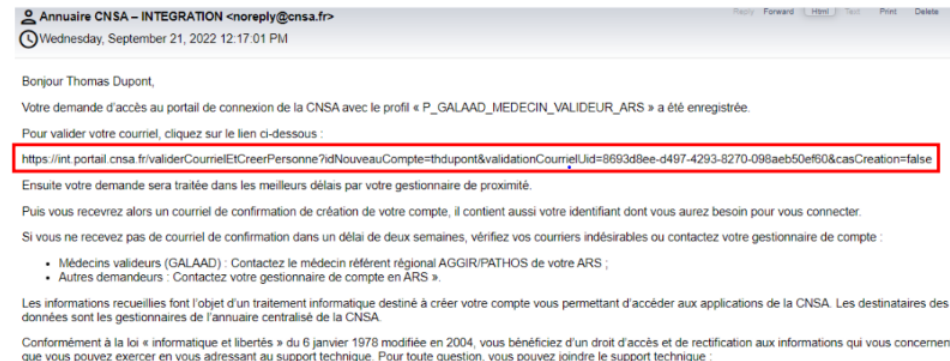 Annuaire CNSA – INTEGRATION <noreply@cnsa.fr>
Reply Forward Html Text Print Delete
Wednesday, September 21, 2022 12:17:01 PM
Bonjour Thomas Dupont,
Votre demande d'accès au portail de connexion de la CNSA avec le profil « P_GALAAD_MEDECIN_VALIDEUR_ARS » a été enregistrée.
Pour valider votre courriel, cliquez sur le lien ci-dessous :
https://int.portail.cnsa.fr/validerCourrielEtCreerPersonne?idNouveauCompte=thdupont&validationCourrielUid=8693d8ee-d497-4293-8270-098aeb50ef60&casCreation=false
Ensuite votre demande sera traitée dans les meilleurs délais par votre gestionnaire de proximité.
Puis vous recevrez alors un courriel de confirmation de création de votre compte, il contient aussi votre identifiant dont vous aurez besoin pour vous connecter.
Si vous ne recevez pas de courriel de confirmation dans un délai de deux semaines, vérifiez vos courriers indésirables ou contactez votre gestionnaire de compte :
• Médecins valideurs (GALAAD) : Contactez le médecin référent régional AGGIR/PATHOS de votre ARS ;
• Autres demandeurs : Contactez votre gestionnaire de compte en ARS ».
Les informations recueillies font l'objet d'un traitement informatique destiné à créer votre compte vous permettant d'accéder aux applications de la CNSA. Les destinataires des
données sont les gestionnaires de l'annuaire centralisé de la CNSA.
Conformément à la loi « informatique et libertés » du 6 janvier 1978 modifiée en 2004, vous bénéficiez d'un droit d'accès et de rectification aux informations qui vous concernen
que vous pouvez exercer en vous adressant au support technique. Pour toute question, vous pouvez joindre le support technique :